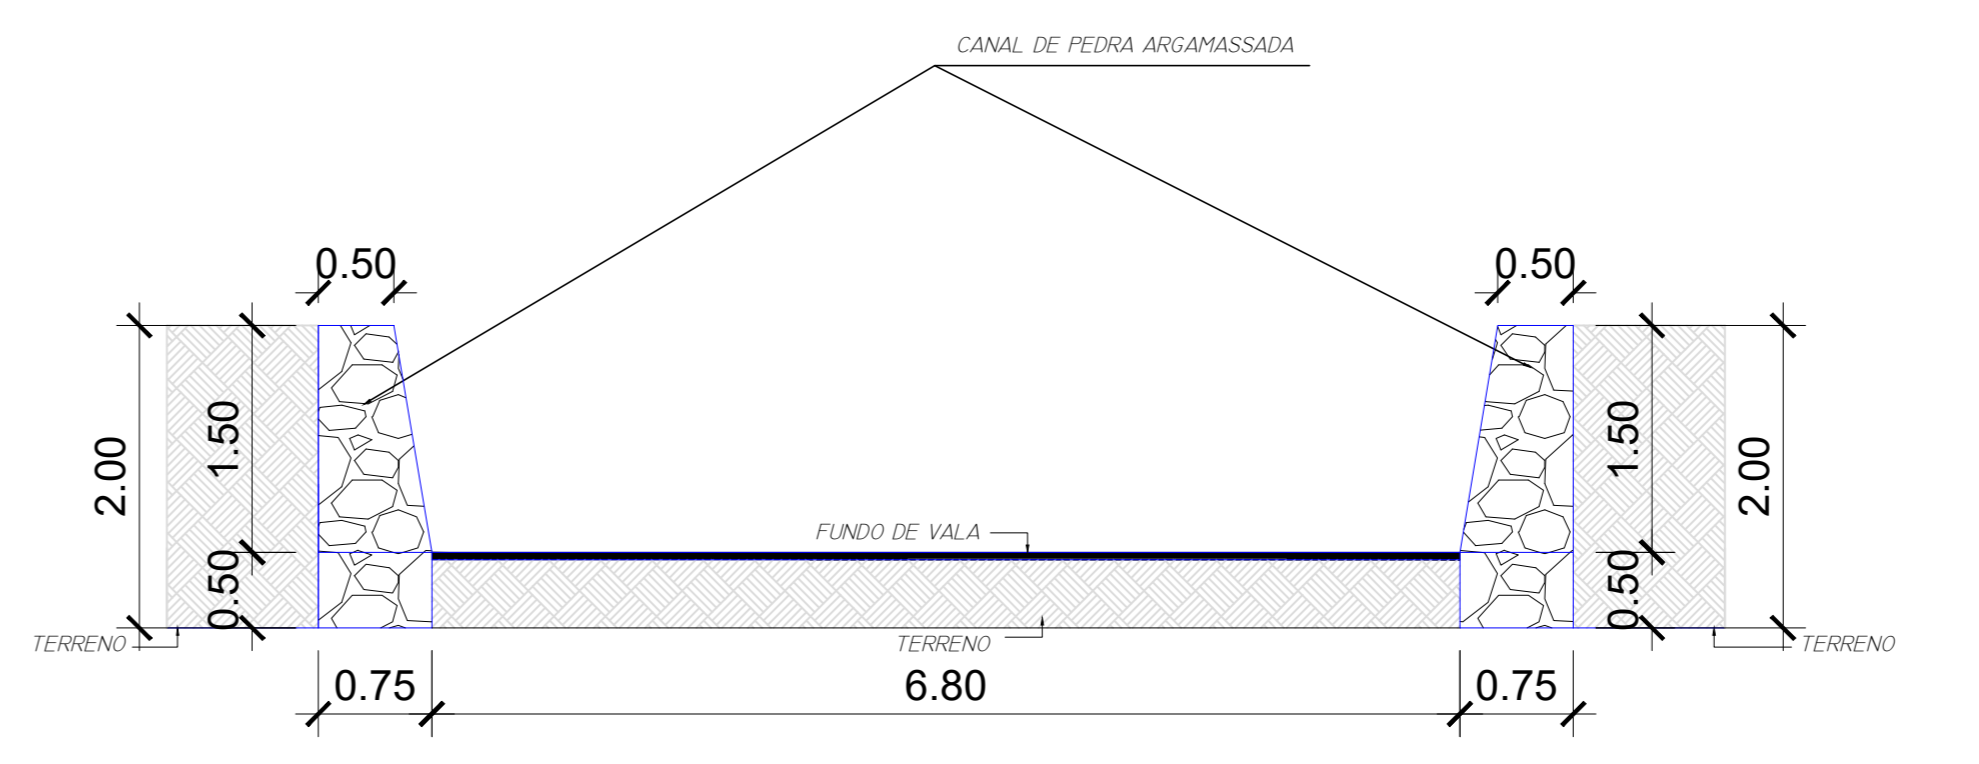 CANAL DE PEDRA ARGAMASSADA
0.50
0.50
2.00
1.50
0.50
1.50
2.00
0.50
FUNDO DE VALA
TERRENO
TERRENO
TERRENO
0.75
6.80
0.75